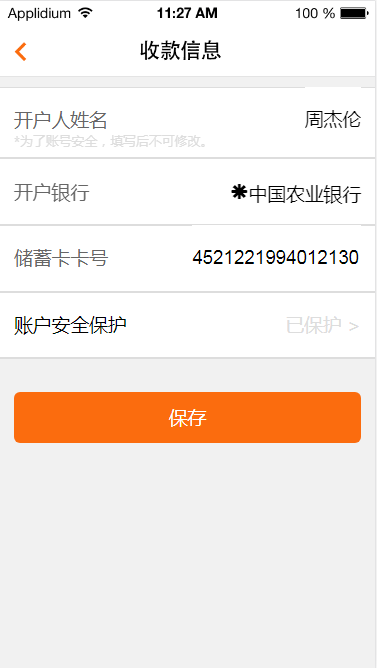 Applidium 11:27 AM 100 %
收款信息
开户人姓名 周杰伦
*为了账号安全，填写后不可修改。
开户银行 ✱中国农业银行
储蓄卡卡号 4521221994012130
账户安全保护 已保护 >
保存